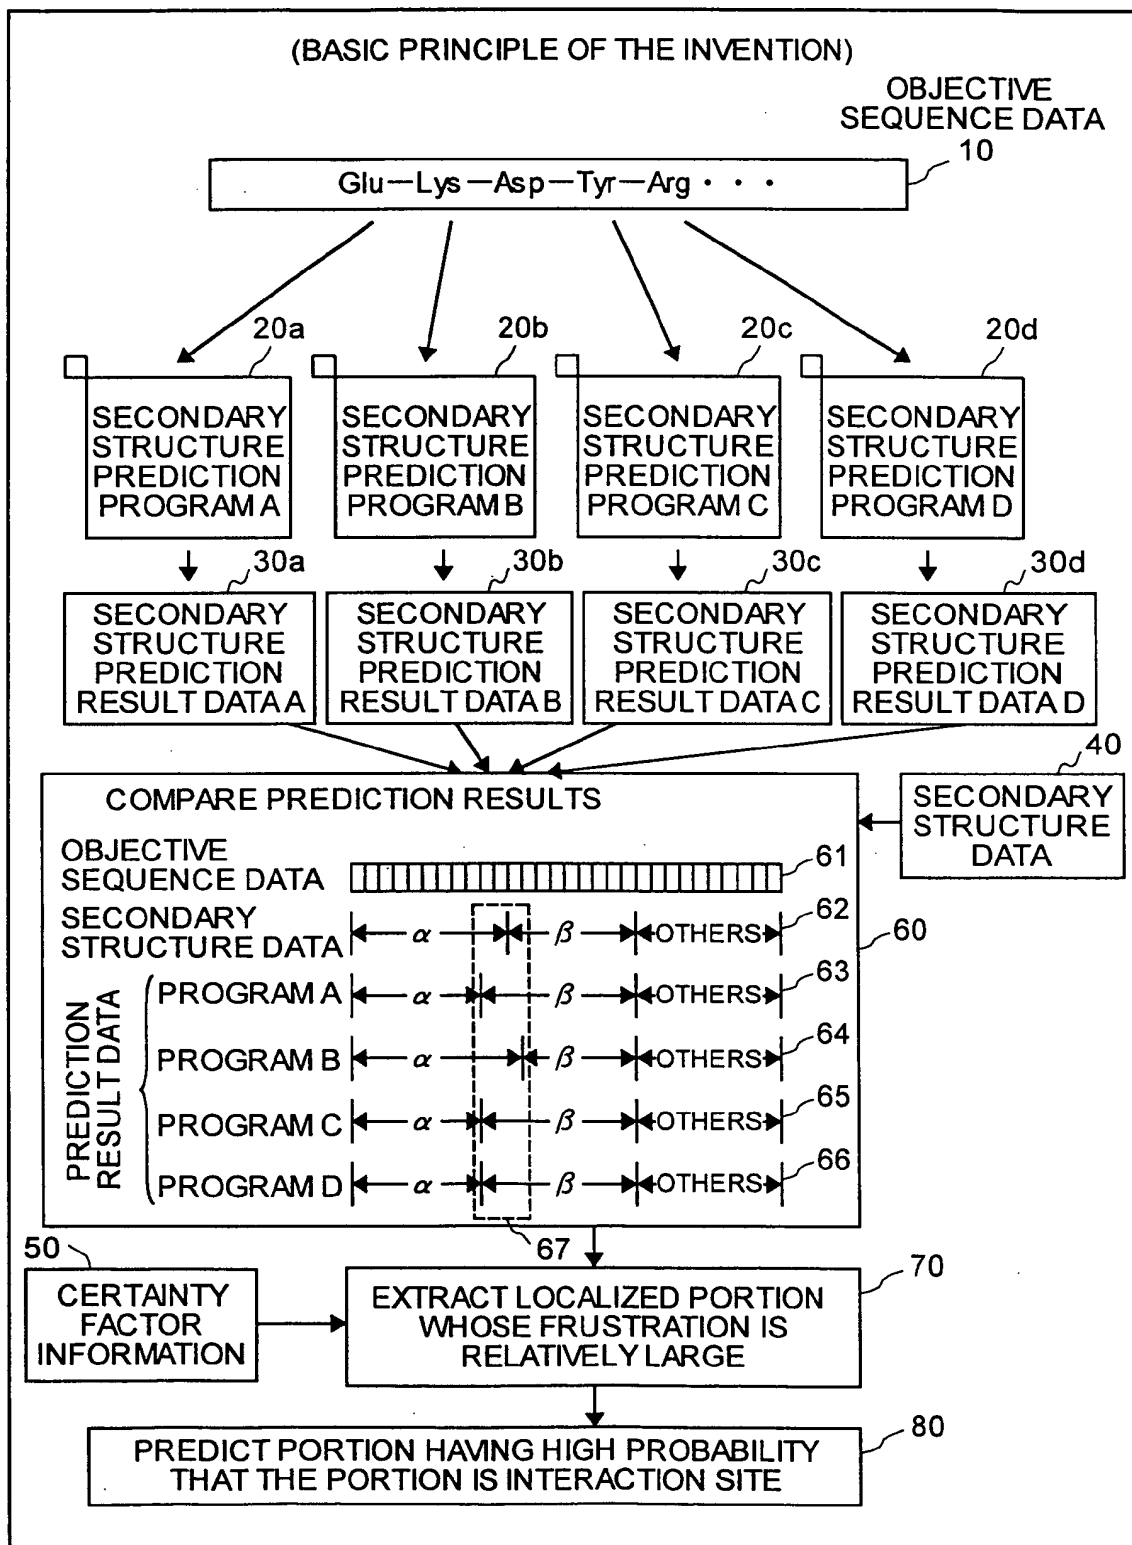 (BASIC PRINCIPLE OF THE INVENTION)
OBJECTIVE
SEQUENCE DATA
10
Glu—Lys—Asp—Tyr—Arg · · ·
20a
20b
20c
20d
SECONDARY
STRUCTURE
PREDICTION
PROGRAM A
SECONDARY
STRUCTURE
PREDICTION
PROGRAM B
SECONDARY
STRUCTURE
PREDICTION
PROGRAM C
SECONDARY
STRUCTURE
PREDICTION
PROGRAM D
30a
30b
30c
30d
SECONDARY
STRUCTURE
PREDICTION
RESULT DATA A
SECONDARY
STRUCTURE
PREDICTION
RESULT DATA B
SECONDARY
STRUCTURE
PREDICTION
RESULT DATA C
SECONDARY
STRUCTURE
PREDICTION
RESULT DATA D
40
SECONDARY
STRUCTURE
DATA
COMPARE PREDICTION RESULTS
OBJECTIVE
SEQUENCE DATA
61
SECONDARY
STRUCTURE DATA
α β OTHERS
62
60
PREDICTION
RESULT DATA
PROGRAM A α β OTHERS
63
PROGRAM B α β OTHERS
64
PROGRAM C α β OTHERS
65
PROGRAM D α β OTHERS
66
67
50
CERTAINTY
FACTOR
INFORMATION
70
EXTRACT LOCALIZED PORTION
WHOSE FRUSTRATION IS
RELATIVELY LARGE
80
PREDICT PORTION HAVING HIGH PROBABILITY
THAT THE PORTION IS INTERACTION SITE